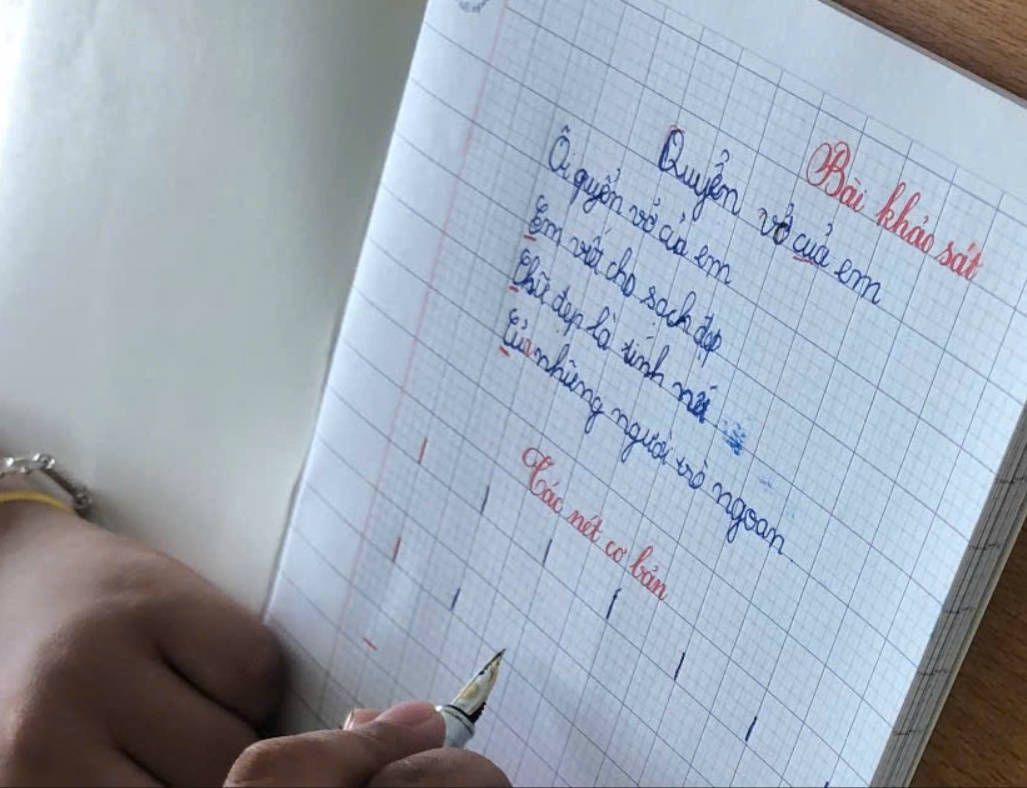 Bài khảo sát
Quyển vở của em
Ôi quyển vở của em
Em viết cho sạch đẹp
Chữ đẹp là tính nết
Của những người trò ngoan
Các nét cơ bản